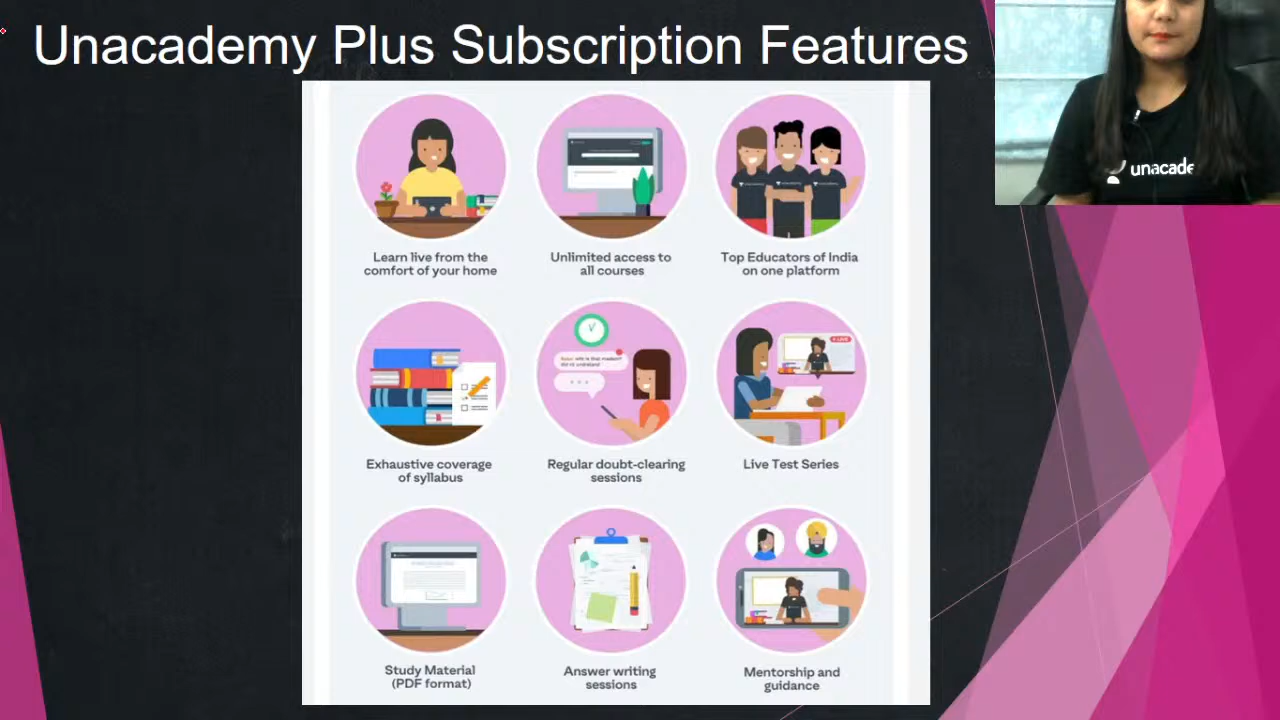 Unacademy Plus Subscription Features
unacade
Learn live from the
comfort of your home
Unlimited access to
all courses
Top Educators of India
on one platform
LIVE
Exhaustive coverage
of syllabus
Regular doubt-clearing
sessions
Live Test Series
Study Material
(PDF format)
Answer writing
sessions
Mentorship and
guidance